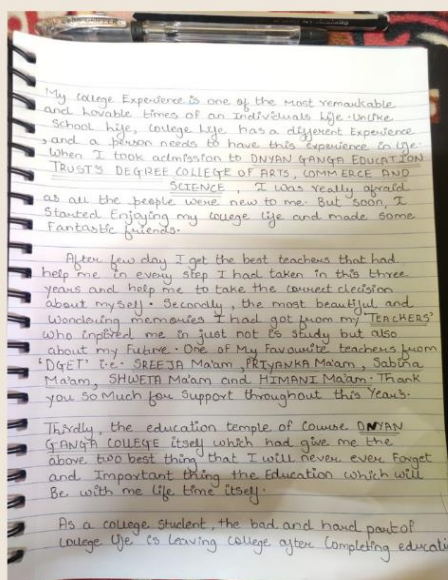 My College Experience is one of the Most remarkable
and lovable times of an Individuals life. Unlike
School life, College life has a different Experience
, and a person needs to have this experience in life.
When I took admission to DNYAN GANGA EDUCATION
TRUST'S DEGREE COLLEGE OF ARTS, COMMERCE AND
SCIENCE, I was really afraid
as all the people were new to me. But soon, I
Started Enjoying my college life and made some
Fantastic friends.
After few day I get the best teachers that had
help me in every step I had taken in this three
years and help me to take the correct decision
about myself. Secondly, the most beautiful and
memories I had got from my 'TEACHERS'
who inpired me in just not is study but also
about my Future. One of My Favourite teachers from
'DGET' i.e. SREEJA Ma'am, PRIYANKA Ma'am, Sabina
Ma'am, SHWETA Ma'am and HIMANI Ma'am. Thank
you So Much for Support throughout this Years.
Thirdly, the education temple of Course DNYAN
GANGA COLLEGE itself which had give me the
above two best thing that I will never ever Forget
and Important thing the Education which will
Be with me life time itself.
As a college Student, the bad and hard part of
college life is leaving college after Completing educati